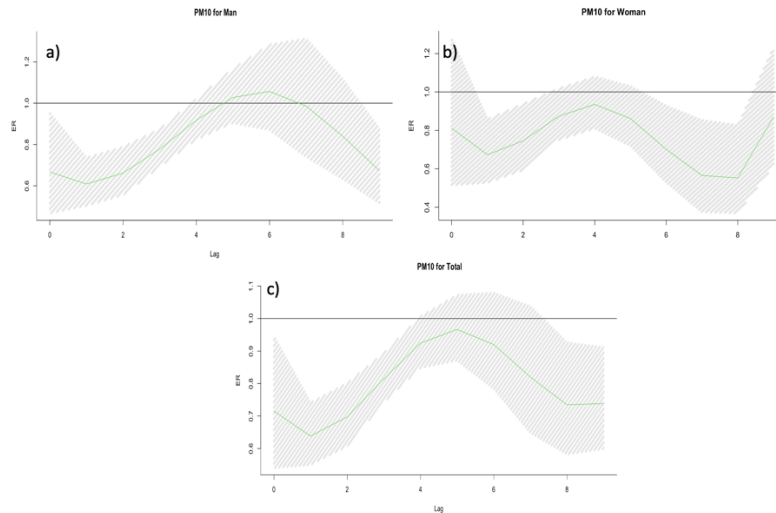 PM10 for Man
a)
ER
0.6 0.8 1.0 1.2
0 2 4 6 8
Lag
PM10 for Woman
b)
ER
0.4 0.6 0.8 1.0 1.2
0 2 4 6 8
PM10 for Total
c)
ER
0.6 0.7 0.8 0.9 1.0 1.1
0 2 4 6 8
Lag